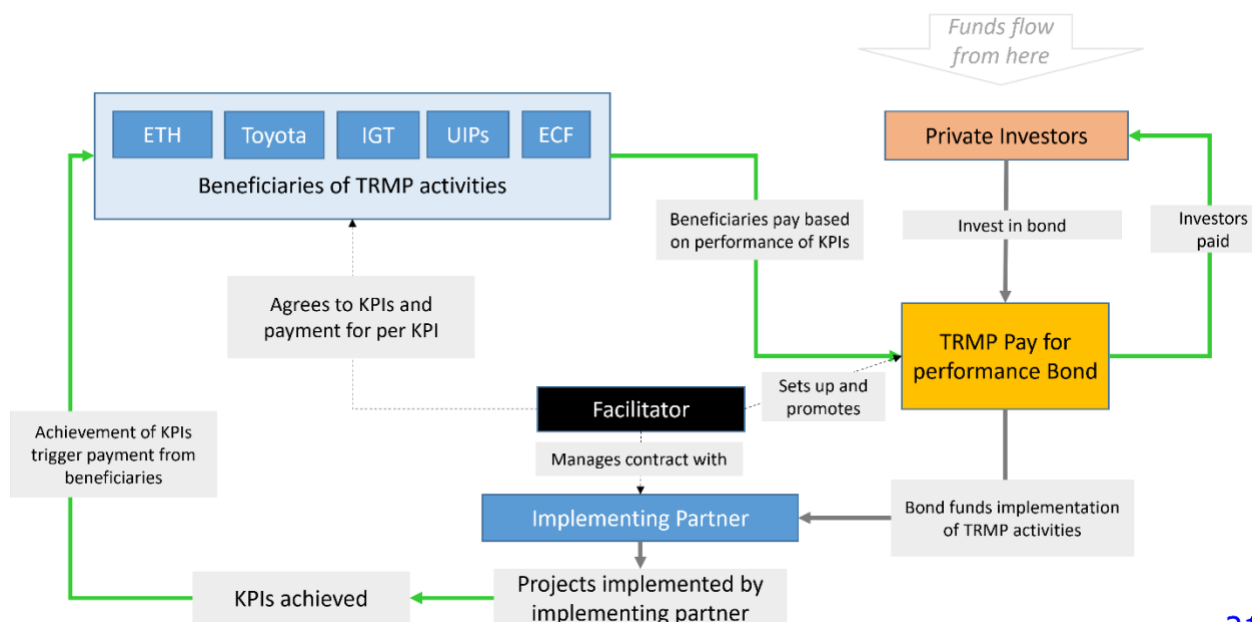 Funds flow
from here
ETH
Toyota
IGT
UIPs
ECF
Beneficiaries of TRMP activities
Private Investors
Beneficiaries pay based
on performance of KPIs
Invest in bond
Investors
paid
Agrees to KPIs and
payment for per KPI
TRMP Pay for
performance Bond
Sets up and
promotes
Facilitator
Achievement of KPIs
trigger payment from
beneficiaries
Manages contract with
Implementing Partner
Bond funds implementation
of TRMP activities
KPIs achieved
Projects implemented by
implementing partner